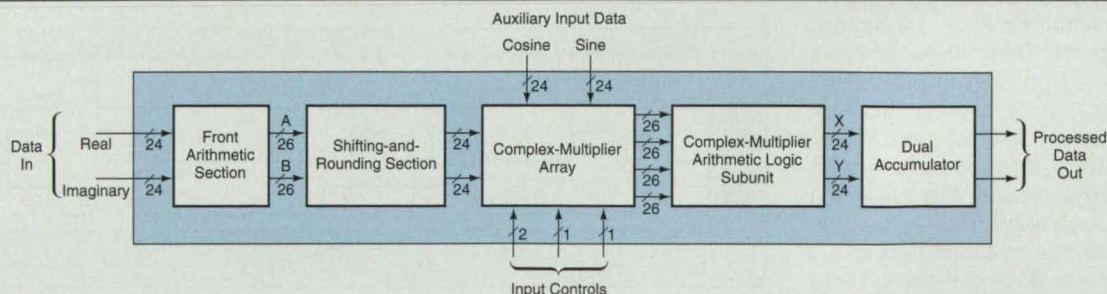 Auxiliary Input Data
Cosine Sine
24 24
Data In
Real
24
Imaginary
24
Front Arithmetic Section
A
26
B
26
Shifting-and-Rounding Section
24
24
Complex-Multiplier Array
26
26
26
26
Complex-Multiplier Arithmetic Logic Subunit
X
24
Y
24
Dual Accumulator
Processed Data Out
2 1 1
Input Controls